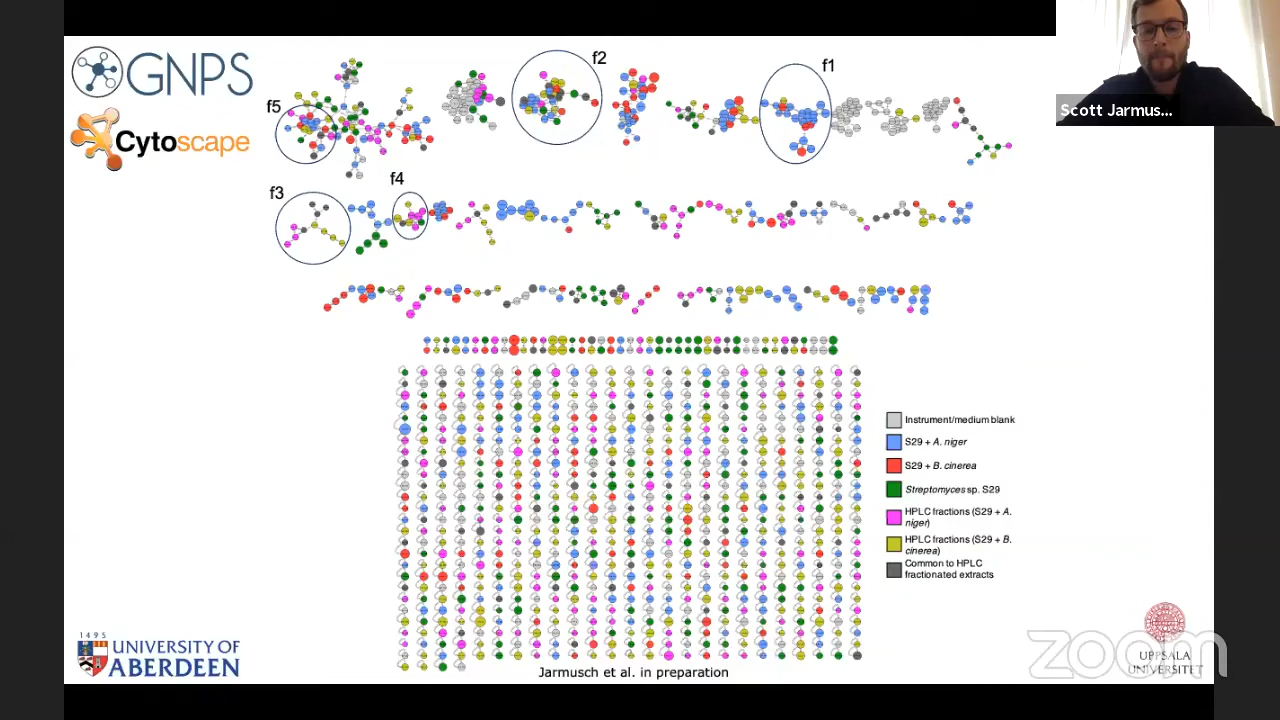 Scott Jarmus...
GNPS
Cytoscape
f5
f2
f1
f3
f4
Instrument/medium blank
S29 + A. niger
S29 + B. cinerea
Streptomyces sp. S29
HPLC fractions (S29 + A.
niger)
HPLC fractions (S29 + B.
cinerea)
Common to HPLC
fractionated extracts
1495
UNIVERSITY OF
ABERDEEN
Jarmusch et al. in preparation
zoom
UPPSALA
UNIVERSITET